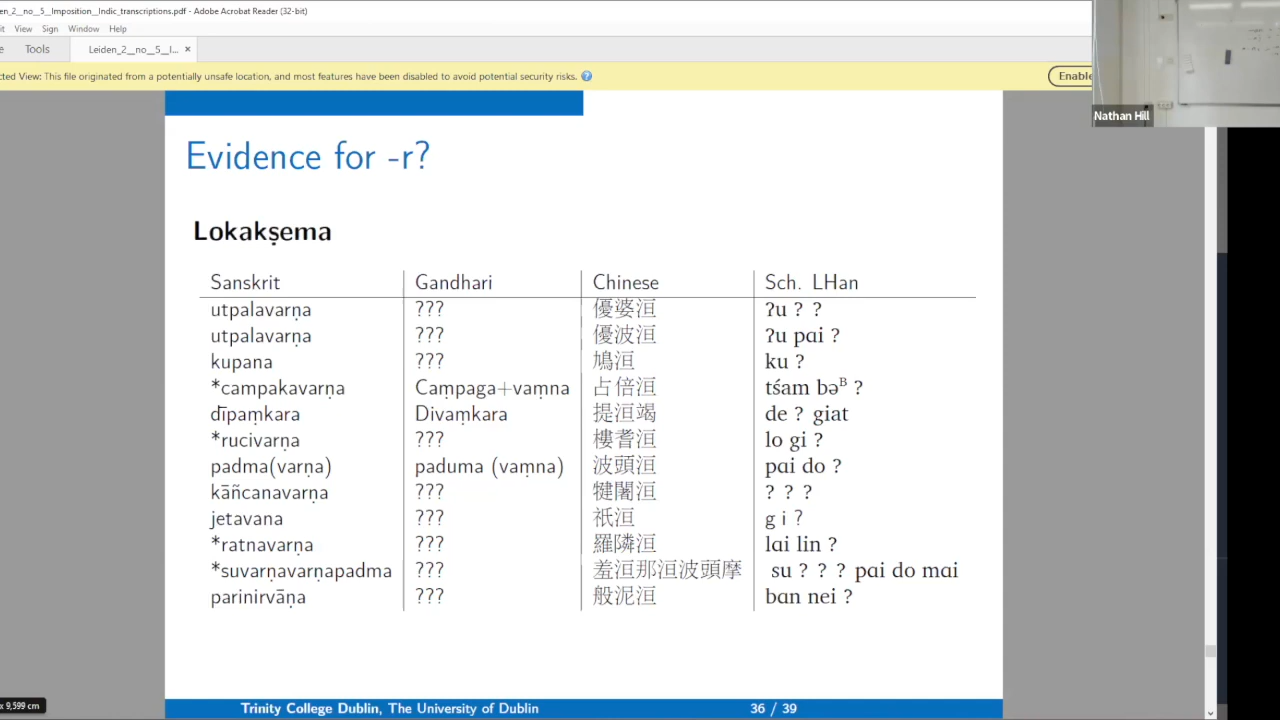 en_2__no__5__Imposition__Indic_transcriptions.pdf - Adobe Acrobat Reader (32-bit)
it View Sign Window Help
e Tools Leiden_2__no__5__I... ×
cted View: This file originated from a potentially unsafe location, and most features have been disabled to avoid potential security risks. ? Enable
Nathan Hill
Evidence for -r?
Lokakṣema
Sanskrit Gandhari Chinese Sch. LHan
utpalavarṇa ??? 優婆洹 ʔu ? ?
utpalavarṇa ??? 優波洹 ʔu pai ?
kupana ??? 鳩洹 ku ?
*campakavarṇa Caṃpaga+vaṃna 占倍洹 tśam bəᴮ ?
dīpaṃkara Divaṃkara 提洹竭 de ? giat
*rucivarṇa ??? 樓耆洹 lo gi ?
padma(varṇa) paduma (vaṃna) 波頭洹 pai do ?
kāñcanavarṇa ??? 犍闍洹 ? ? ?
jetavana ??? 祇洹 g i ?
*ratnavarṇa ??? 羅隣洹 lai lin ?
*suvarṇavarṇapadma ??? 羞洹那洹波頭摩 su ? ? ? pai do mai
parinirvāṇa ??? 般泥洹 ban nei ?
x 9,599 cm
Trinity College Dublin, The University of Dublin 36 / 39